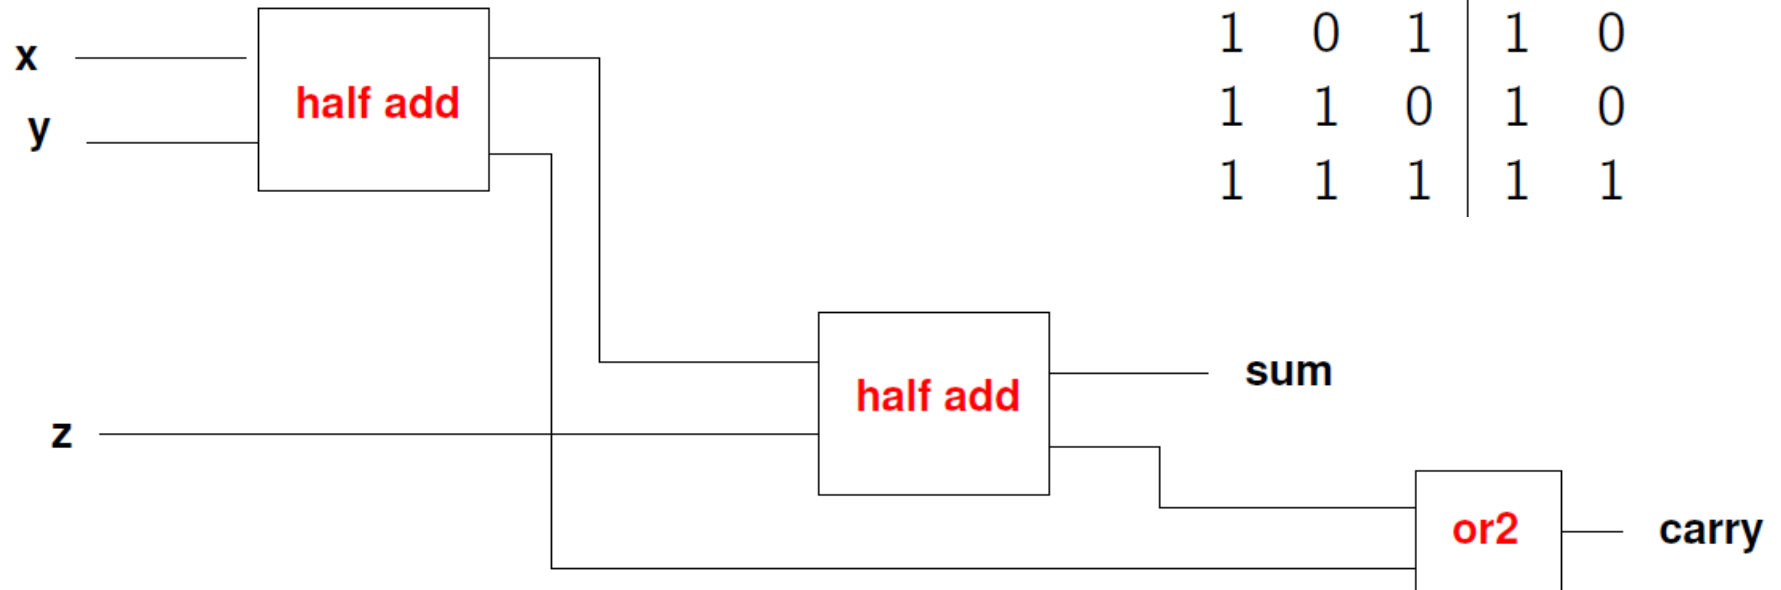 x
y
half add
1 0 1 1 0
1 1 0 1 0
1 1 1 1 1
z
half add
sum
or2
carry